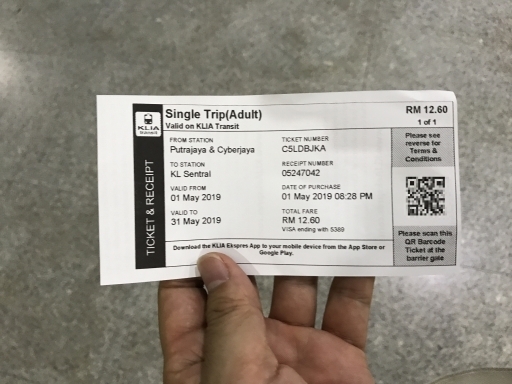 KLIA
transit
TICKET & RECEIPT
Single Trip(Adult)
Valid on KLIA Transit
RM 12.60
1 of 1
FROM STATION
Putrajaya & Cyberjaya
TICKET NUMBER
C5LDBJKA
TO STATION
KL Sentral
RECEIPT NUMBER
05247042
VALID FROM
01 May 2019
DATE OF PURCHASE
01 May 2019 08:28 PM
VALID TO
31 May 2019
TOTAL FARE
RM 12.60
VISA ending with 5389
Download the KLIA Ekspres App to your mobile device from the App Store or
Google Play.
Please see
reverse for
Terms &
Conditions
Please scan this
QR Barcode
Ticket at the
barrier gate